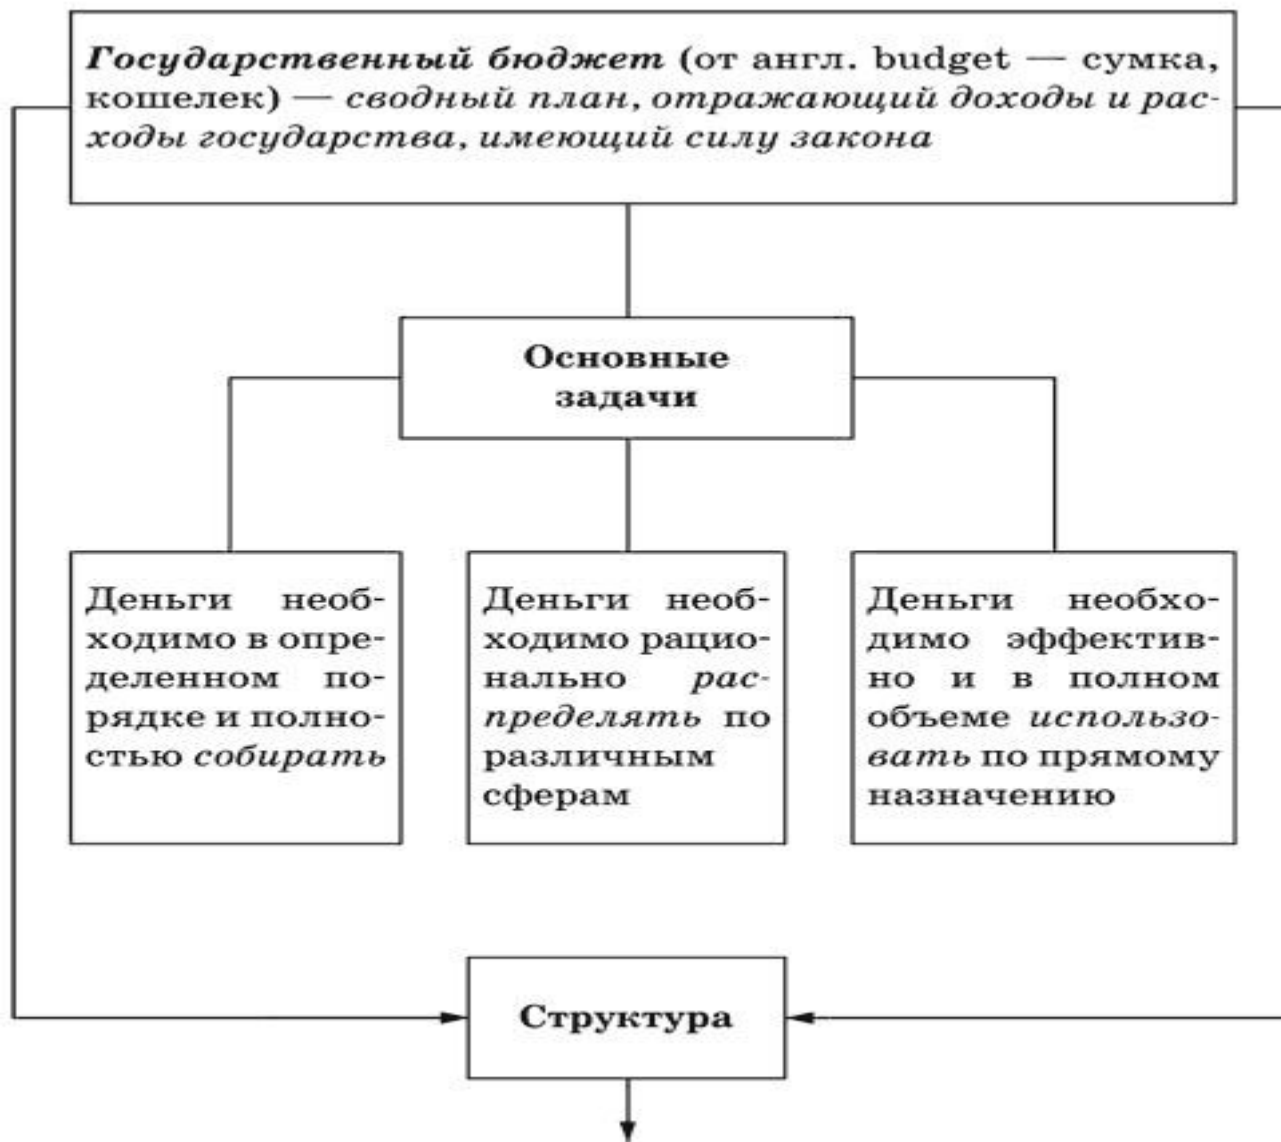 Государственный бюджет (от англ. budget — сумка,
кошелек) — сводный план, отражающий доходы и рас-
ходы государства, имеющий силу закона
Основные
задачи
Деньги необ-
ходимо в опре-
деленном по-
рядке и полно-
стью собирать
Деньги необ-
ходимо рацио-
нально рас-
пределять по
различным
сферам
Деньги необхо-
димо эффектив-
но и в полном
объеме использо-
вать по прямому
назначению
Структура